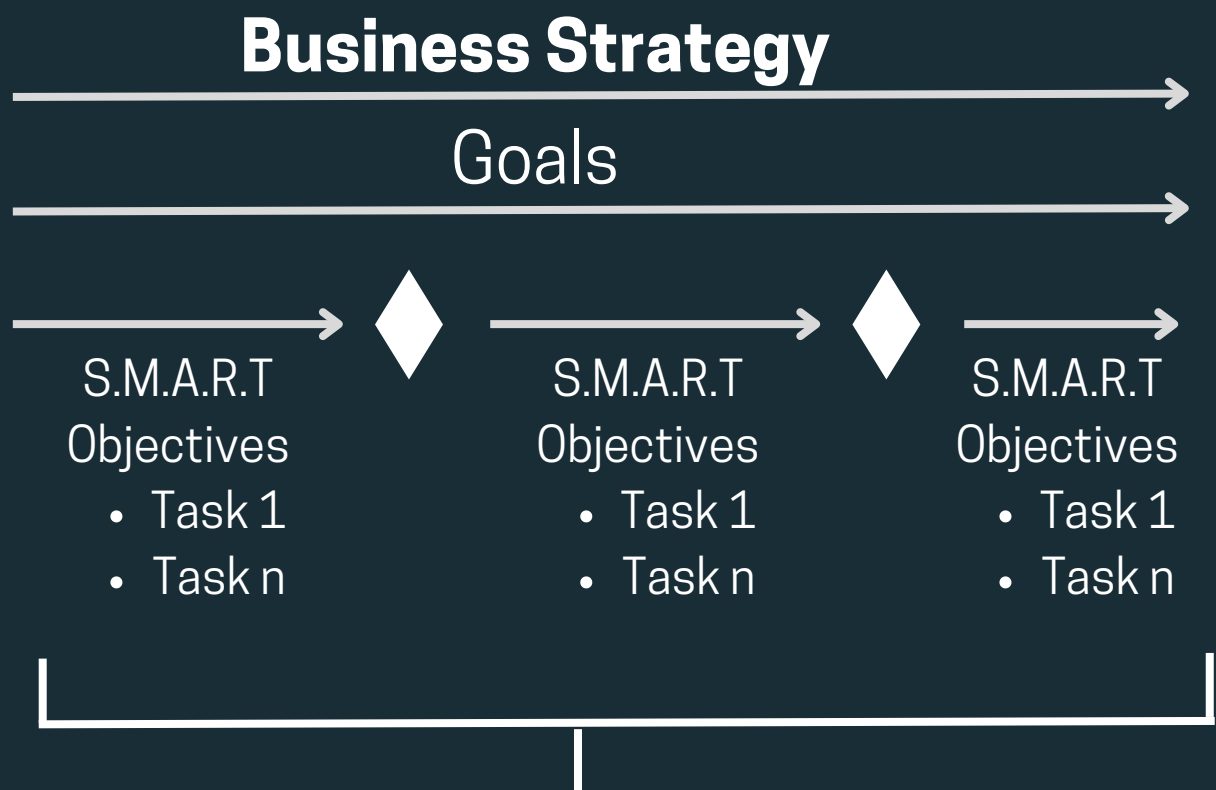 Business Strategy
Goals
S.M.A.R.T
Objectives
• Task 1
• Task n
S.M.A.R.T
Objectives
• Task 1
• Task n
S.M.A.R.T
Objectives
• Task 1
• Task n